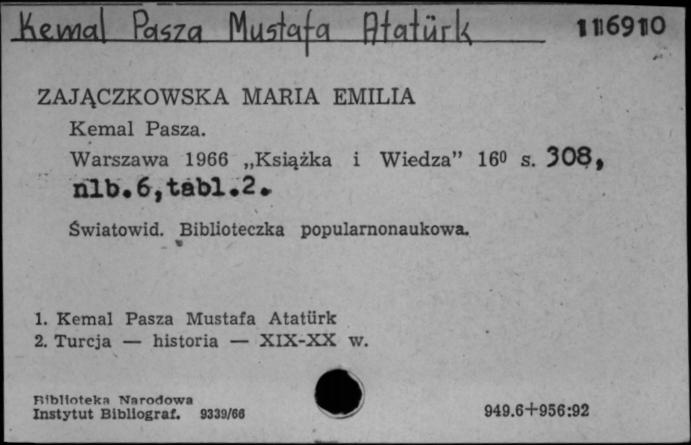 Kemal Pasza Mustafa Atatürk 116910
ZAJĄCZKOWSKA MARIA EMILIA
Kemal Pasza.
Warszawa 1966 „Książka i Wiedza” 16⁰ s. 308,
nlb.6,tabl.2.
Światowid. Biblioteczka popularnonaukowa.
1. Kemal Pasza Mustafa Atatürk
2. Turcja — historia — XIX-XX w.
Biblioteka Narodowa
Instytut Bibliograf. 9339/66 949.6+956:92